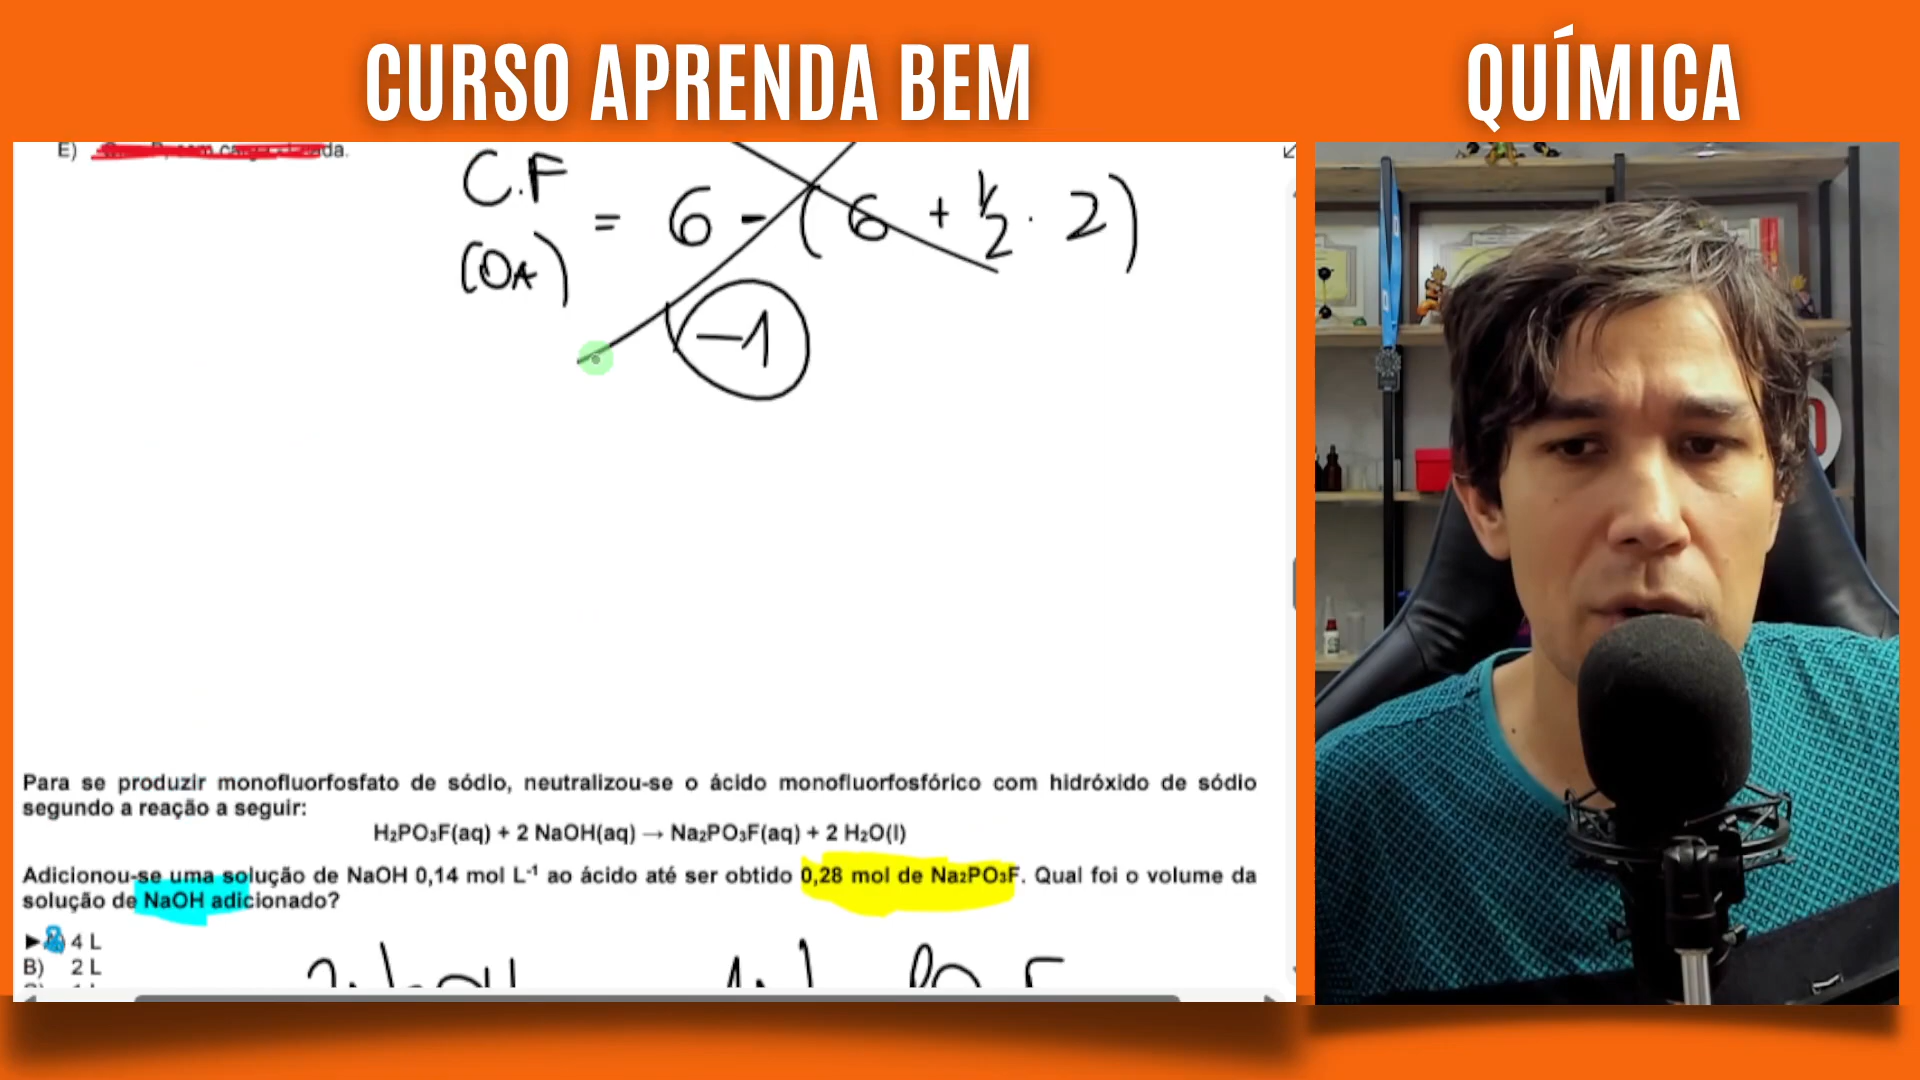 CURSO APRENDA BEM
QUÍMICA
E)
C.F
(OA)
= 6 - (6 + 1/2 . 2)
-1
Para se produzir monofluorfosfato de sódio, neutralizou-se o ácido monofluorfosfórico com hidróxido de sódio
segundo a reação a seguir:
H₂PO₃F(aq) + 2 NaOH(aq) → Na₂PO₃F(aq) + 2 H₂O(l)
Adicionou-se uma solução de NaOH 0,14 mol L⁻¹ ao ácido até ser obtido 0,28 mol de Na₂PO₃F. Qual foi o volume da
solução de NaOH adicionado?
4 L
B) 2 L